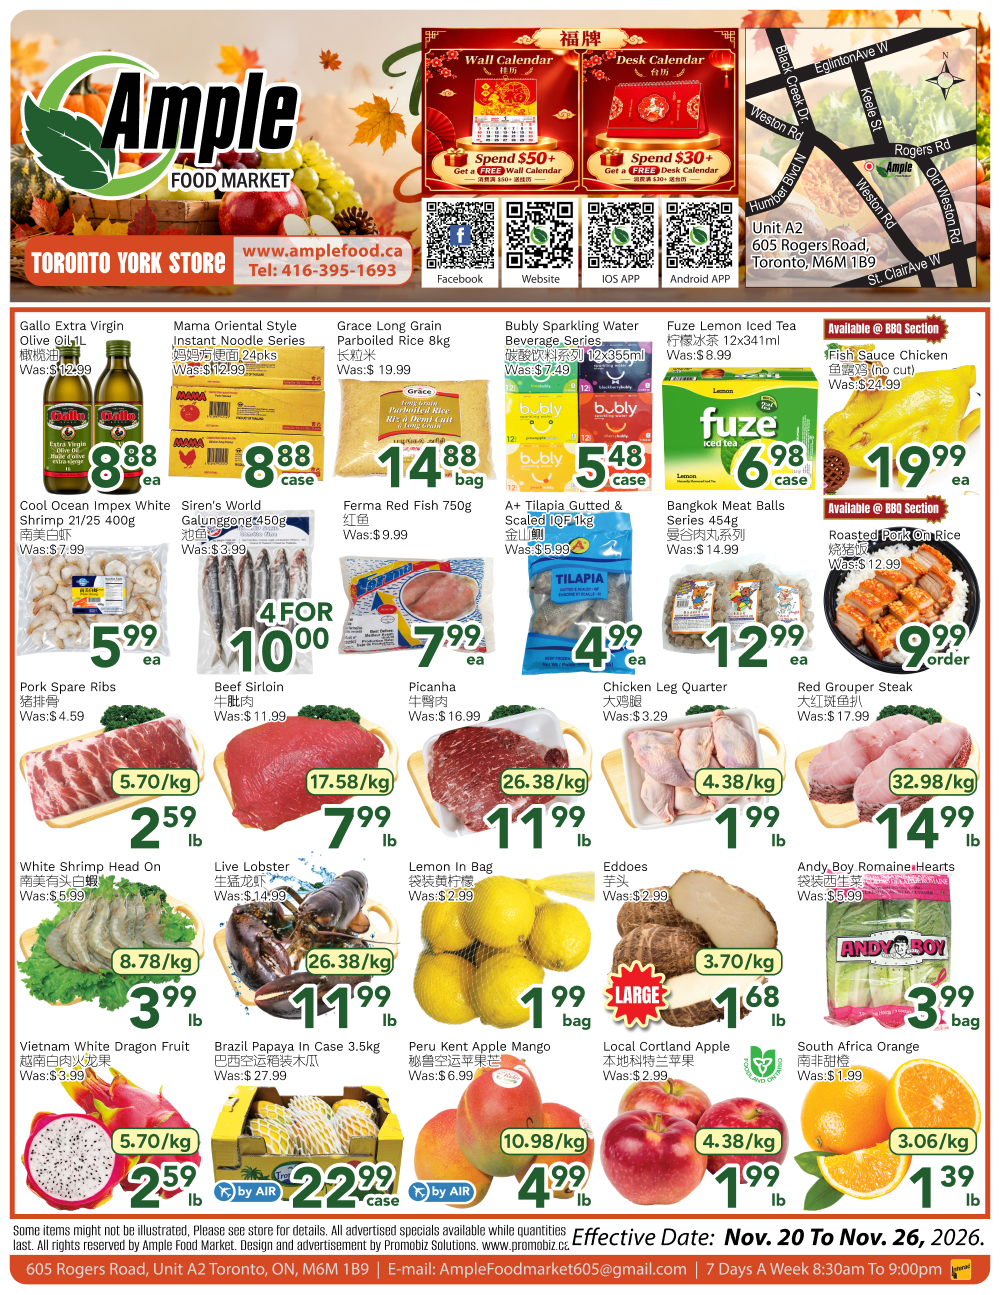 Ample
FOOD MARKET
TORONTO YORK STORE
www.amplefood.ca
Tel: 416-395-1693
福牌
Wall Calendar
挂历
Spend $50+
Get a FREE Wall Calendar
消费满 $50+ 送挂历
Desk Calendar
台历
Spend $30+
Get a FREE Desk Calendar
消费满 $30+ 送台历
Facebook
Website
IOS APP
Android APP
EglintonAve W
Black Creek Dr.
Keele St
Weston Rd
Rogers Rd
Humber Blvd N
Ample
Weston Rd
Old Weston Rd
St. ClairAve W
N
Unit A2
605 Rogers Road,
Toronto, M6M 1B9
Gallo Extra Virgin
Olive Oil 1L
橄榄油
Was:$12.99
8.88 ea
Mama Oriental Style
Instant Noodle Series
妈妈方便面 24pks
Was:$12.99
8.88 case
Grace Long Grain
Parboiled Rice 8kg
长粒米
Was:$ 19.99
14.88 bag
Bubly Sparkling Water
Beverage Series
碳酸饮料系列 12x355ml
Was:$7.49
5.48 case
Fuze Lemon Iced Tea
柠檬冰茶 12x341ml
Was:$8.99
6.98 case
Available @ BBQ Section
Fish Sauce Chicken
鱼露鸡 (no cut)
Was:$24.99
19.99 ea
Cool Ocean Impex White
Shrimp 21/25 400g
南美白虾
Was:$7.99
5.99 ea
Siren's World
Galunggong 450g
池鱼
Was:$3.99
4 FOR
10.00
Ferma Red Fish 750g
红鱼
Was:$9.99
7.99 ea
A+ Tilapia Gutted &
Scaled IQF 1kg
金山鲗
Was:$5.99
TILAPIA
4.99 ea
Bangkok Meat Balls
Series 454g
曼谷肉丸系列
Was:$14.99
12.99 ea
Available @ BBQ Section
Roasted Pork On Rice
烧猪饭
Was:$12.99
9.99 order
Pork Spare Ribs
猪排骨
Was:$4.59
5.70/kg
2.59 lb
Beef Sirloin
牛肶肉
Was:$11.99
17.58/kg
7.99 lb
Picanha
牛臀肉
Was:$16.99
26.38/kg
11.99 lb
Chicken Leg Quarter
大鸡腿
Was:$3.29
4.38/kg
1.99 lb
Red Grouper Steak
大红斑鱼扒
Was:$17.99
32.98/kg
14.99 lb
White Shrimp Head On
南美有头白蝦
Was:$5.99
8.78/kg
3.99 lb
Live Lobster
生猛龙虾
Was:$14.99
26.38/kg
11.99 lb
Lemon In Bag
袋装黄柠檬
Was:$2.99
1.99 bag
Eddoes
芋头
Was:$2.99
LARGE
3.70/kg
1.68 lb
Andy Boy Romaine Hearts
袋装西生菜
Was:$5.99
ANDY BOY
3.99 bag
Vietnam White Dragon Fruit
越南白肉火龙果
Was:$3.99
5.70/kg
2.59 lb
Brazil Papaya In Case 3.5kg
巴西空运箱装木瓜
Was:$27.99
by AIR
22.99 case
Peru Kent Apple Mango
秘鲁空运苹果芒
Was:$6.99
by AIR
10.98/kg
4.99 lb
Local Cortland Apple
本地科特兰苹果
Was:$2.99
FOODLAND ONTARIO
4.38/kg
1.99 lb
South Africa Orange
南非甜橙
Was:$1.99
3.06/kg
1.39 lb
Some items might not be illustrated, Please see store for details. All advertised specials available while quantities
last. All rights reserved by Ample Food Market. Design and advertisement by Promobiz Solutions. www.promobiz.ca
Effective Date: Nov. 20 To Nov. 26, 2026.
605 Rogers Road, Unit A2 Toronto, ON, M6M 1B9 | E-mail: AmpleFoodmarket605@gmail.com | 7 Days A Week 8:30am To 9:00pm
Interac